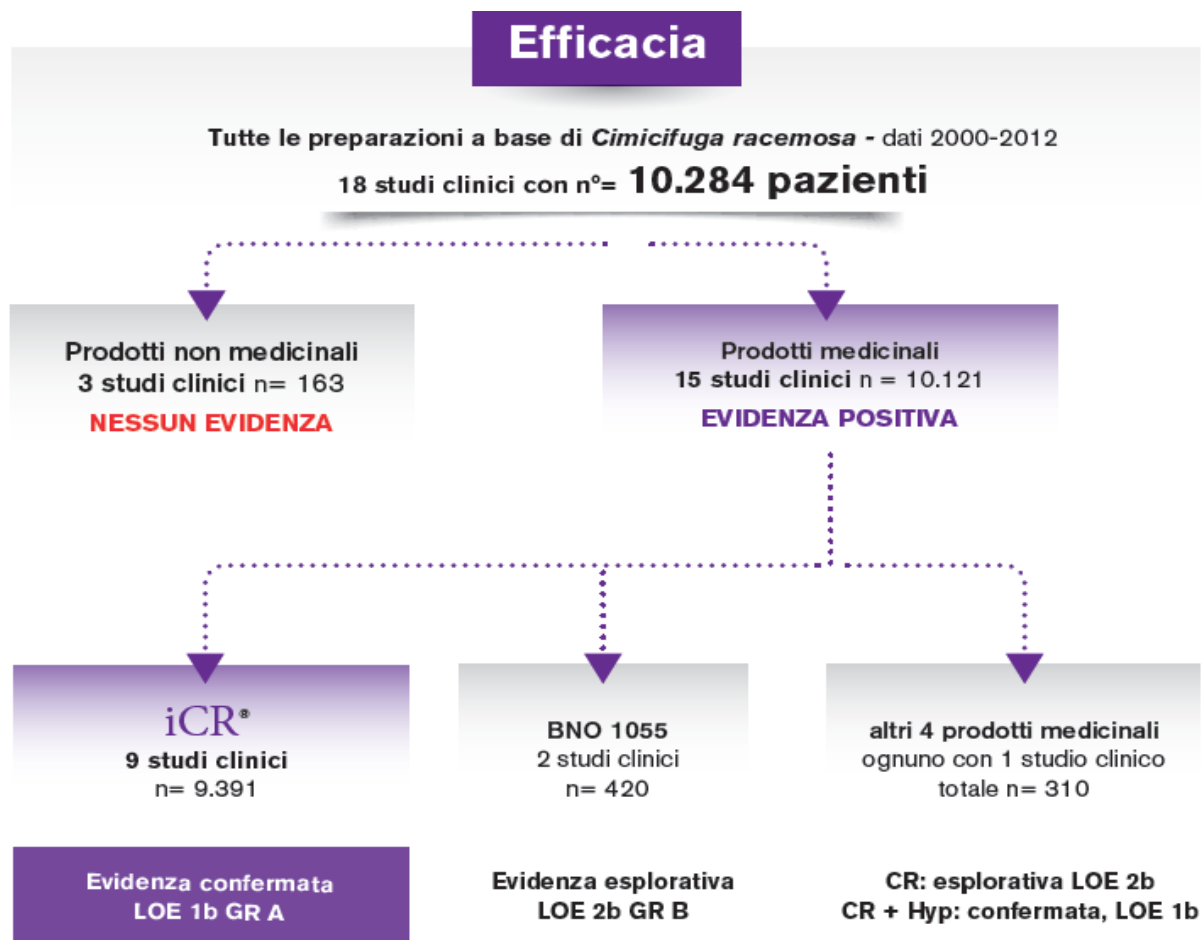 Efficacia
Tutte le preparazioni a base di Cimicifuga racemosa - dati 2000-2012
18 studi clinici con nº= 10.284 pazienti
Prodotti non medicinali
3 studi clinici n= 163
NESSUN EVIDENZA
Prodotti medicinali
15 studi clinici n = 10.121
EVIDENZA POSITIVA
iCR®
9 studi clinici
n= 9.391
Evidenza confermata
LOE 1b GR A
BNO 1055
2 studi clinici
n= 420
Evidenza esplorativa
LOE 2b GR B
altri 4 prodotti medicinali
ognuno con 1 studio clinico
totale n= 310
CR: esplorativa LOE 2b
CR + Hyp: confermata, LOE 1b